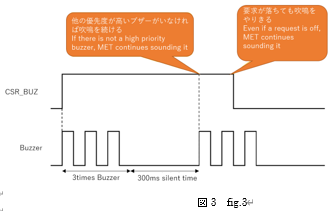 他の優先度が高いブザーがいなければ吹鳴を続ける
If there is not a high priority
buzzer, MET continues
sounding it
要求が落ちても吹鳴を
やりきる
Even if a request is off,
MET continues
sounding it
CSR_BUZ
Buzzer
3times Buzzer
300ms silent time
図 3 fig.3